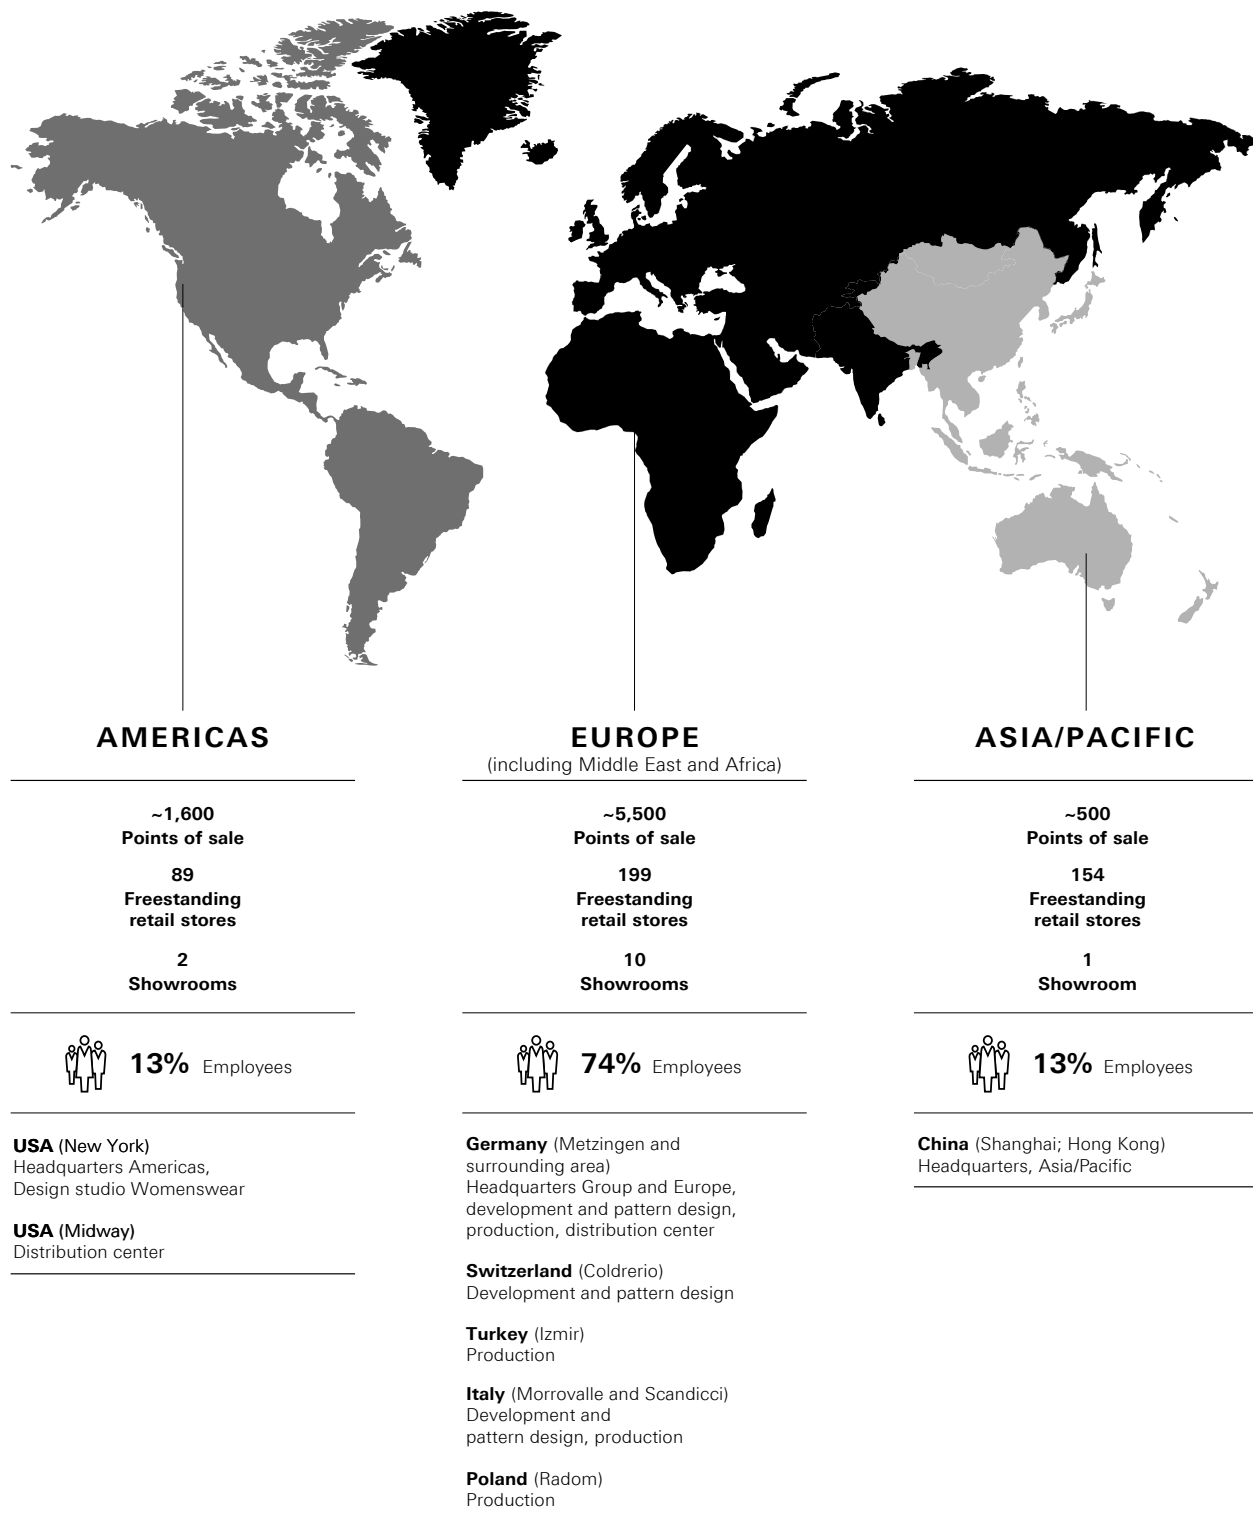 AMERICAS
~1,600
Points of sale
89
Freestanding
retail stores
2
Showrooms
13% Employees
USA (New York)
Headquarters Americas,
Design studio Womenswear
USA (Midway)
Distribution center
EUROPE
(including Middle East and Africa)
~5,500
Points of sale
199
Freestanding
retail stores
10
Showrooms
74% Employees
Germany (Metzingen and
surrounding area)
Headquarters Group and Europe,
development and pattern design,
production, distribution center
Switzerland (Coldrerio)
Development and pattern design
Turkey (Izmir)
Production
Italy (Morrovalle and Scandicci)
Development and
pattern design, production
Poland (Radom)
Production
ASIA/PACIFIC
~500
Points of sale
154
Freestanding
retail stores
1
Showroom
13% Employees
China (Shanghai; Hong Kong)
Headquarters, Asia/Pacific